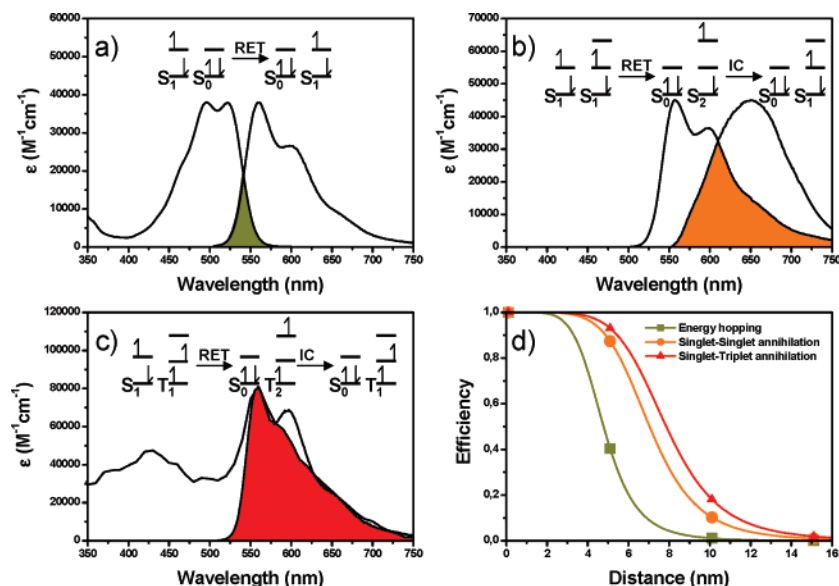 a)
RET
S1 S0 S0 S1
ε (M-1cm-1)
60000
50000
40000
30000
20000
10000
0
350 400 450 500 550 600 650 700 750
Wavelength (nm)
b)
RET IC
S1 S1 S0 S2 S0 S1
ε (M-1cm-1)
70000
60000
50000
40000
30000
20000
10000
0
350 400 450 500 550 600 650 700 750
Wavelength (nm)
c)
RET IC
S1 T1 S0 T2 S0 T1
ε (M-1cm-1)
120000
100000
80000
60000
40000
20000
0
350 400 450 500 550 600 650 700 750
Wavelength (nm)
d)
Energy hopping
Singlet-Singlet annihilation
Singlet-Triplet annihilation
Efficiency
1,0
0,8
0,6
0,4
0,2
0,0
0 2 4 6 8 10 12 14 16
Distance (nm)